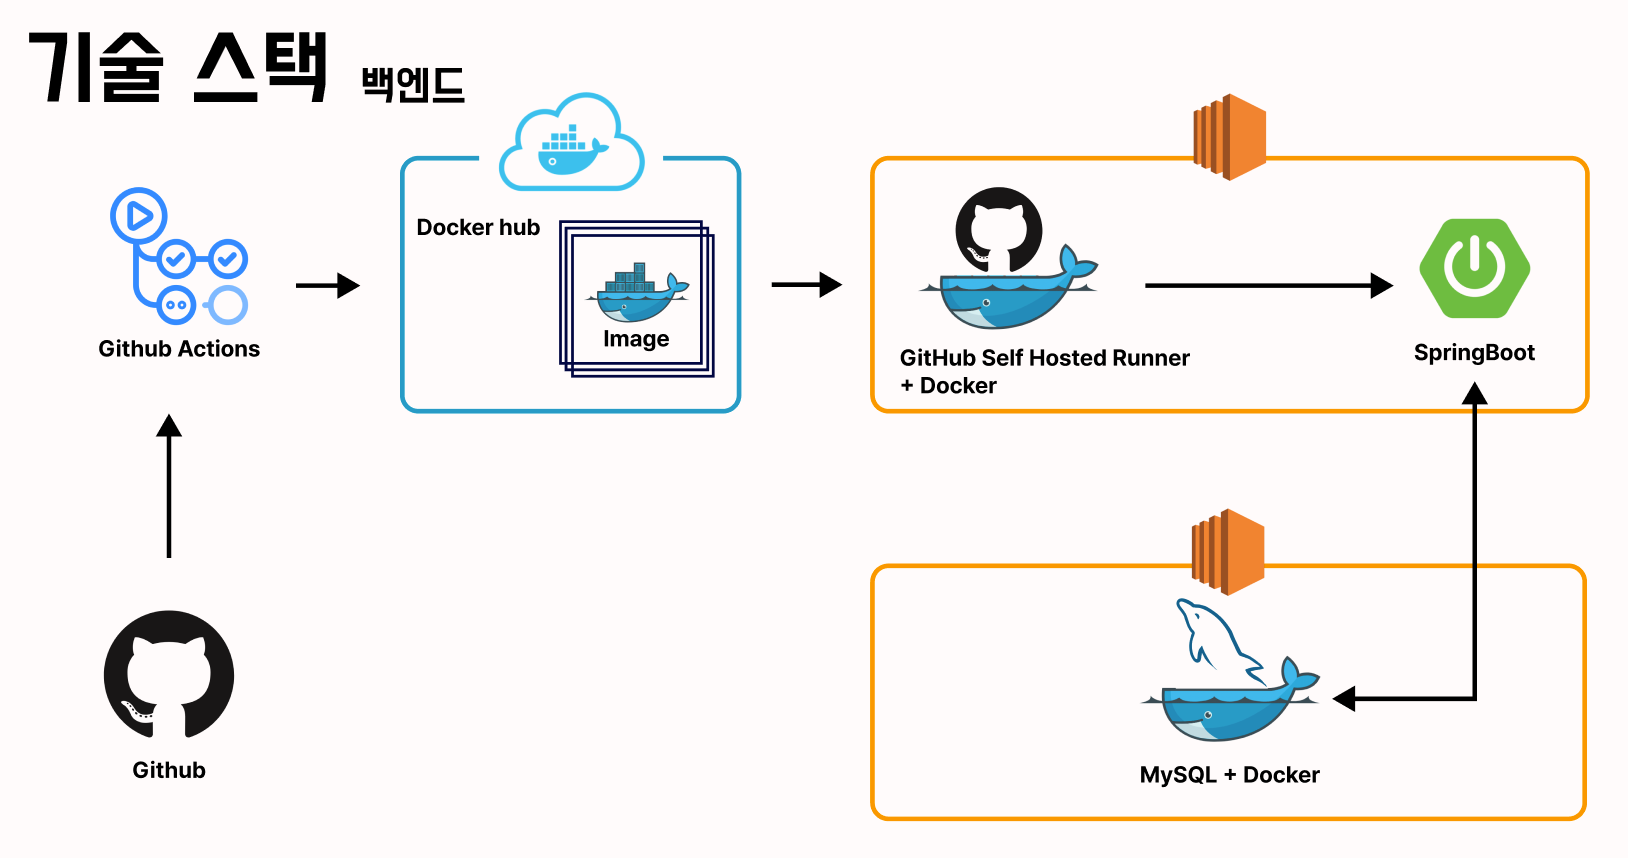 기술 스택 백엔드
Docker hub
Image
Github Actions
GitHub Self Hosted Runner
+ Docker
SpringBoot
Github
MySQL + Docker